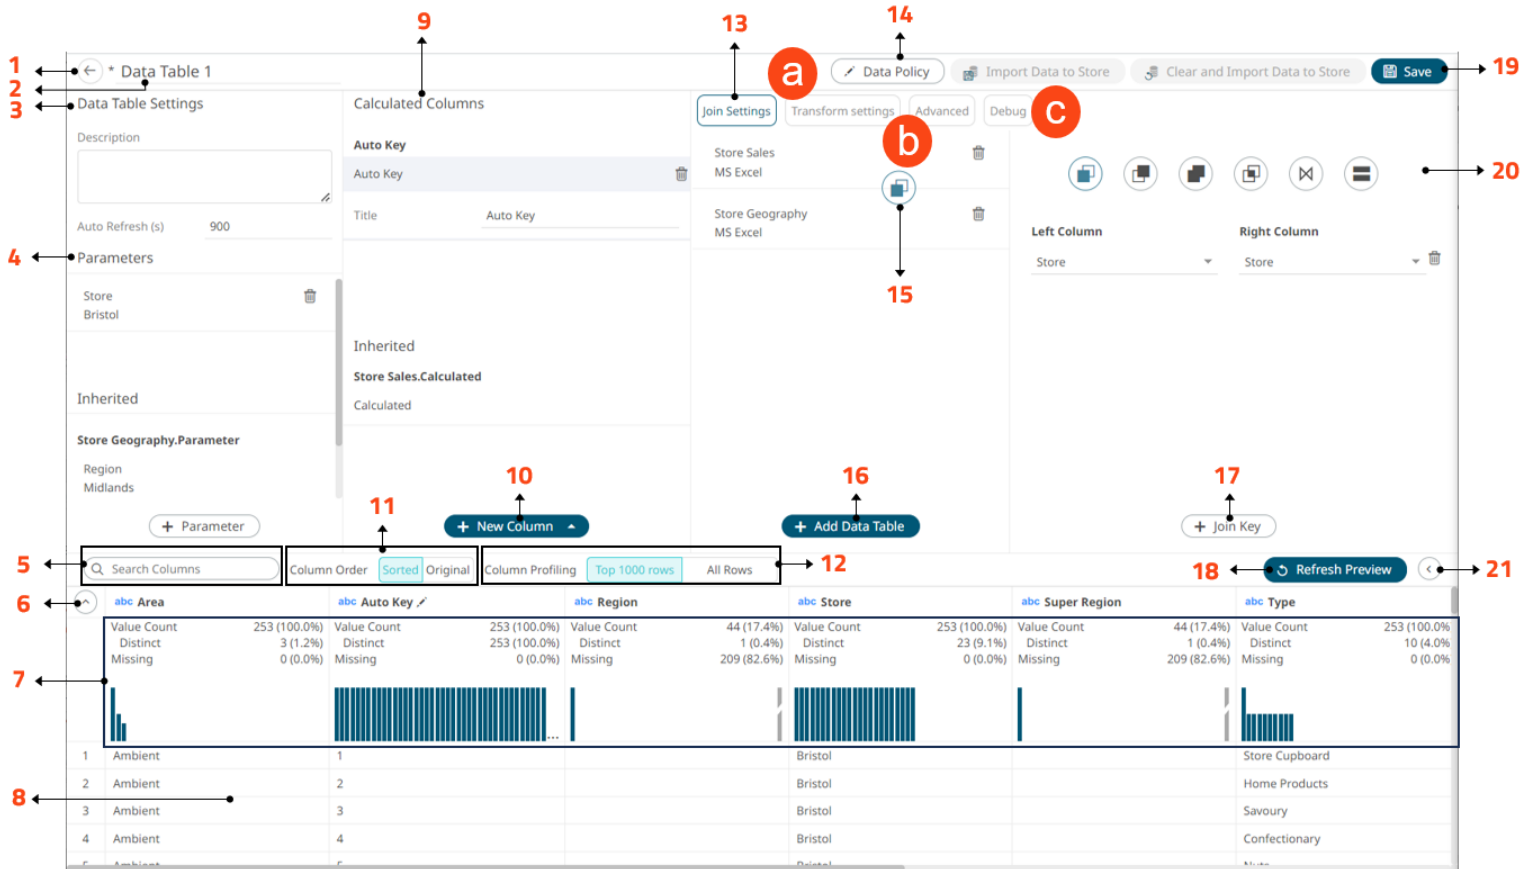 9
13
14
1
* Data Table 1
a
Data Policy
Import Data to Store
Clear and Import Data to Store
Save
19
2
3
Data Table Settings
Calculated Columns
Join Settings
Transform settings
Advanced
Debug
c
Description
Auto Key
b
Store Sales
MS Excel
Auto Key
20
Title
Auto Key
Store Geography
MS Excel
Auto Refresh (s)
900
Left Column
Right Column
4
Parameters
Store
Store
Store
Bristol
15
Inherited
Inherited
Store Sales.Calculated
Calculated
Store Geography.Parameter
Region
Midlands
10
16
17
11
+ Parameter
+ New Column
+ Add Data Table
+ Join Key
5
Search Columns
Column Order
Sorted
Original
Column Profiling
Top 1000 rows
All Rows
12
18
Refresh Preview
21
6
abc Area
abc Auto Key
abc Region
abc Store
abc Super Region
abc Type
Value Count 253 (100.0%)
Value Count 253 (100.0%)
Value Count 44 (17.4%)
Value Count 253 (100.0%)
Value Count 44 (17.4%)
Value Count 253 (100.0%
Distinct 3 (1.2%)
Distinct 253 (100.0%)
Distinct 1 (0.4%)
Distinct 23 (9.1%)
Distinct 1 (0.4%)
Distinct 10 (4.0%
Missing 0 (0.0%)
Missing 0 (0.0%)
Missing 209 (82.6%)
Missing 0 (0.0%)
Missing 209 (82.6%)
Missing 0 (0.0%
7
...
1 Ambient 1 Bristol Store Cupboard
2 Ambient 2 Bristol Home Products
8
3 Ambient 3 Bristol Savoury
4 Ambient 4 Bristol Confectionary